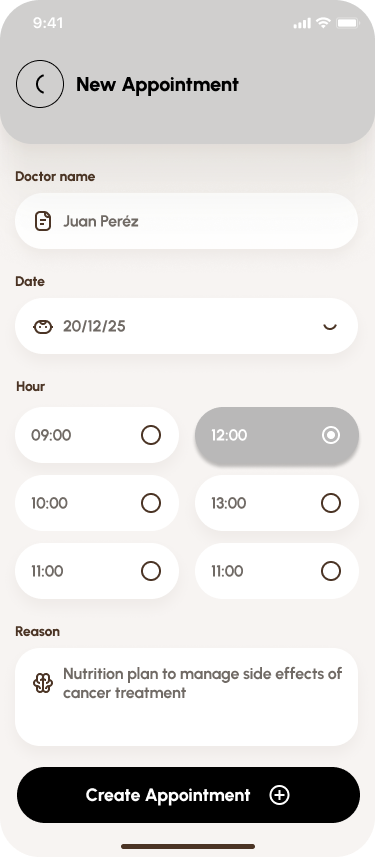 9:41
New Appointment
Doctor name
Juan Peréz
Date
20/12/25
Hour
09:00
12:00
10:00
13:00
11:00
11:00
Reason
Nutrition plan to manage side effects of
cancer treatment
Create Appointment